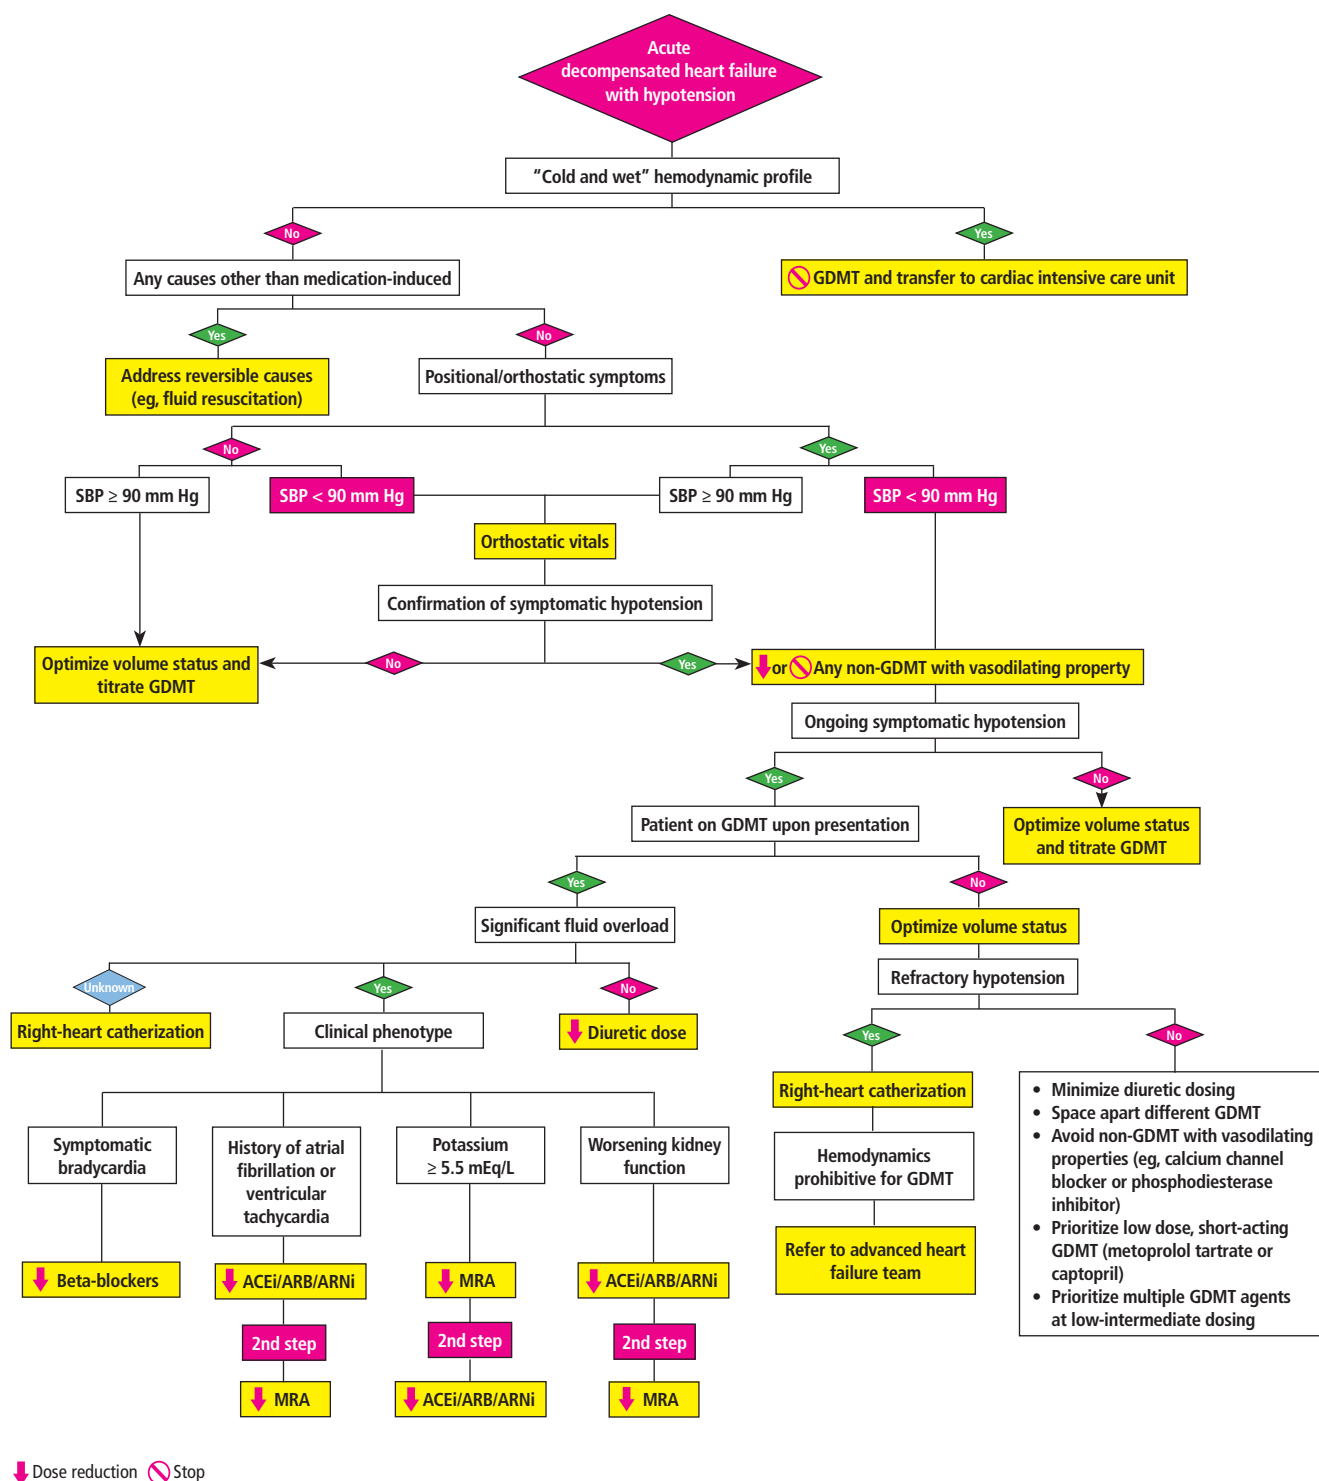 Acute
decompensated heart failure
with hypotension
“Cold and wet” hemodynamic profile
No
Yes
Any causes other than medication-induced
GDMT and transfer to cardiac intensive care unit
Yes
No
Address reversible causes
(eg, fluid resuscitation)
Positional/orthostatic symptoms
No
Yes
SBP ≥ 90 mm Hg
SBP < 90 mm Hg
SBP ≥ 90 mm Hg
SBP < 90 mm Hg
Orthostatic vitals
Confirmation of symptomatic hypotension
Optimize volume status and
titrate GDMT
No
Yes
or
Any non-GDMT with vasodilating property
Ongoing symptomatic hypotension
Yes
No
Patient on GDMT upon presentation
Optimize volume status
and titrate GDMT
Yes
No
Significant fluid overload
Optimize volume status
Refractory hypotension
Unknown
Yes
No
Right-heart catherization
Clinical phenotype
Diuretic dose
Yes
No
Right-heart catherization
Hemodynamics
prohibitive for GDMT
Refer to advanced heart
failure team
• Minimize diuretic dosing
• Space apart different GDMT
• Avoid non-GDMT with vasodilating
properties (eg, calcium channel
blocker or phosphodiesterase
inhibitor)
• Prioritize low dose, short-acting
GDMT (metoprolol tartrate or
captopril)
• Prioritize multiple GDMT agents
at low-intermediate dosing
Symptomatic
bradycardia
History of atrial
fibrillation or
ventricular
tachycardia
Potassium
≥ 5.5 mEq/L
Worsening kidney
function
Beta-blockers
ACEi/ARB/ARNi
MRA
ACEi/ARB/ARNi
2nd step
2nd step
2nd step
MRA
ACEi/ARB/ARNi
MRA
Dose reduction
Stop